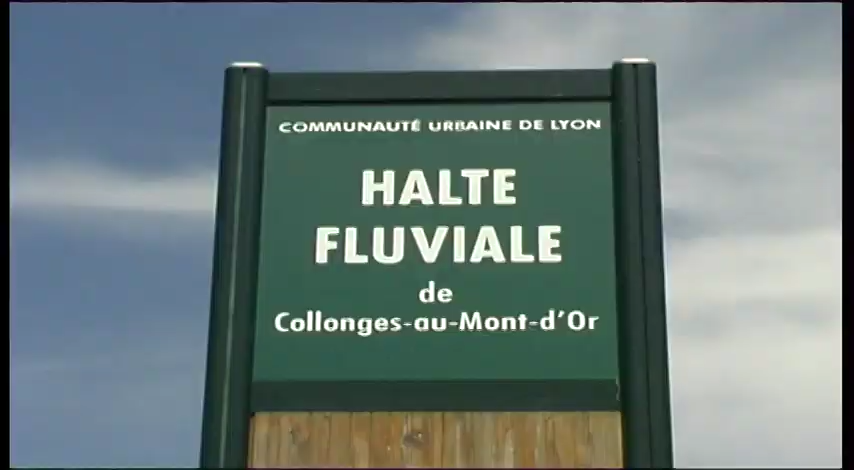 COMMUNAUTÉ URBAINE DE LYON
HALTE
FLUVIALE
de
Collonges-au-Mont-d'Or